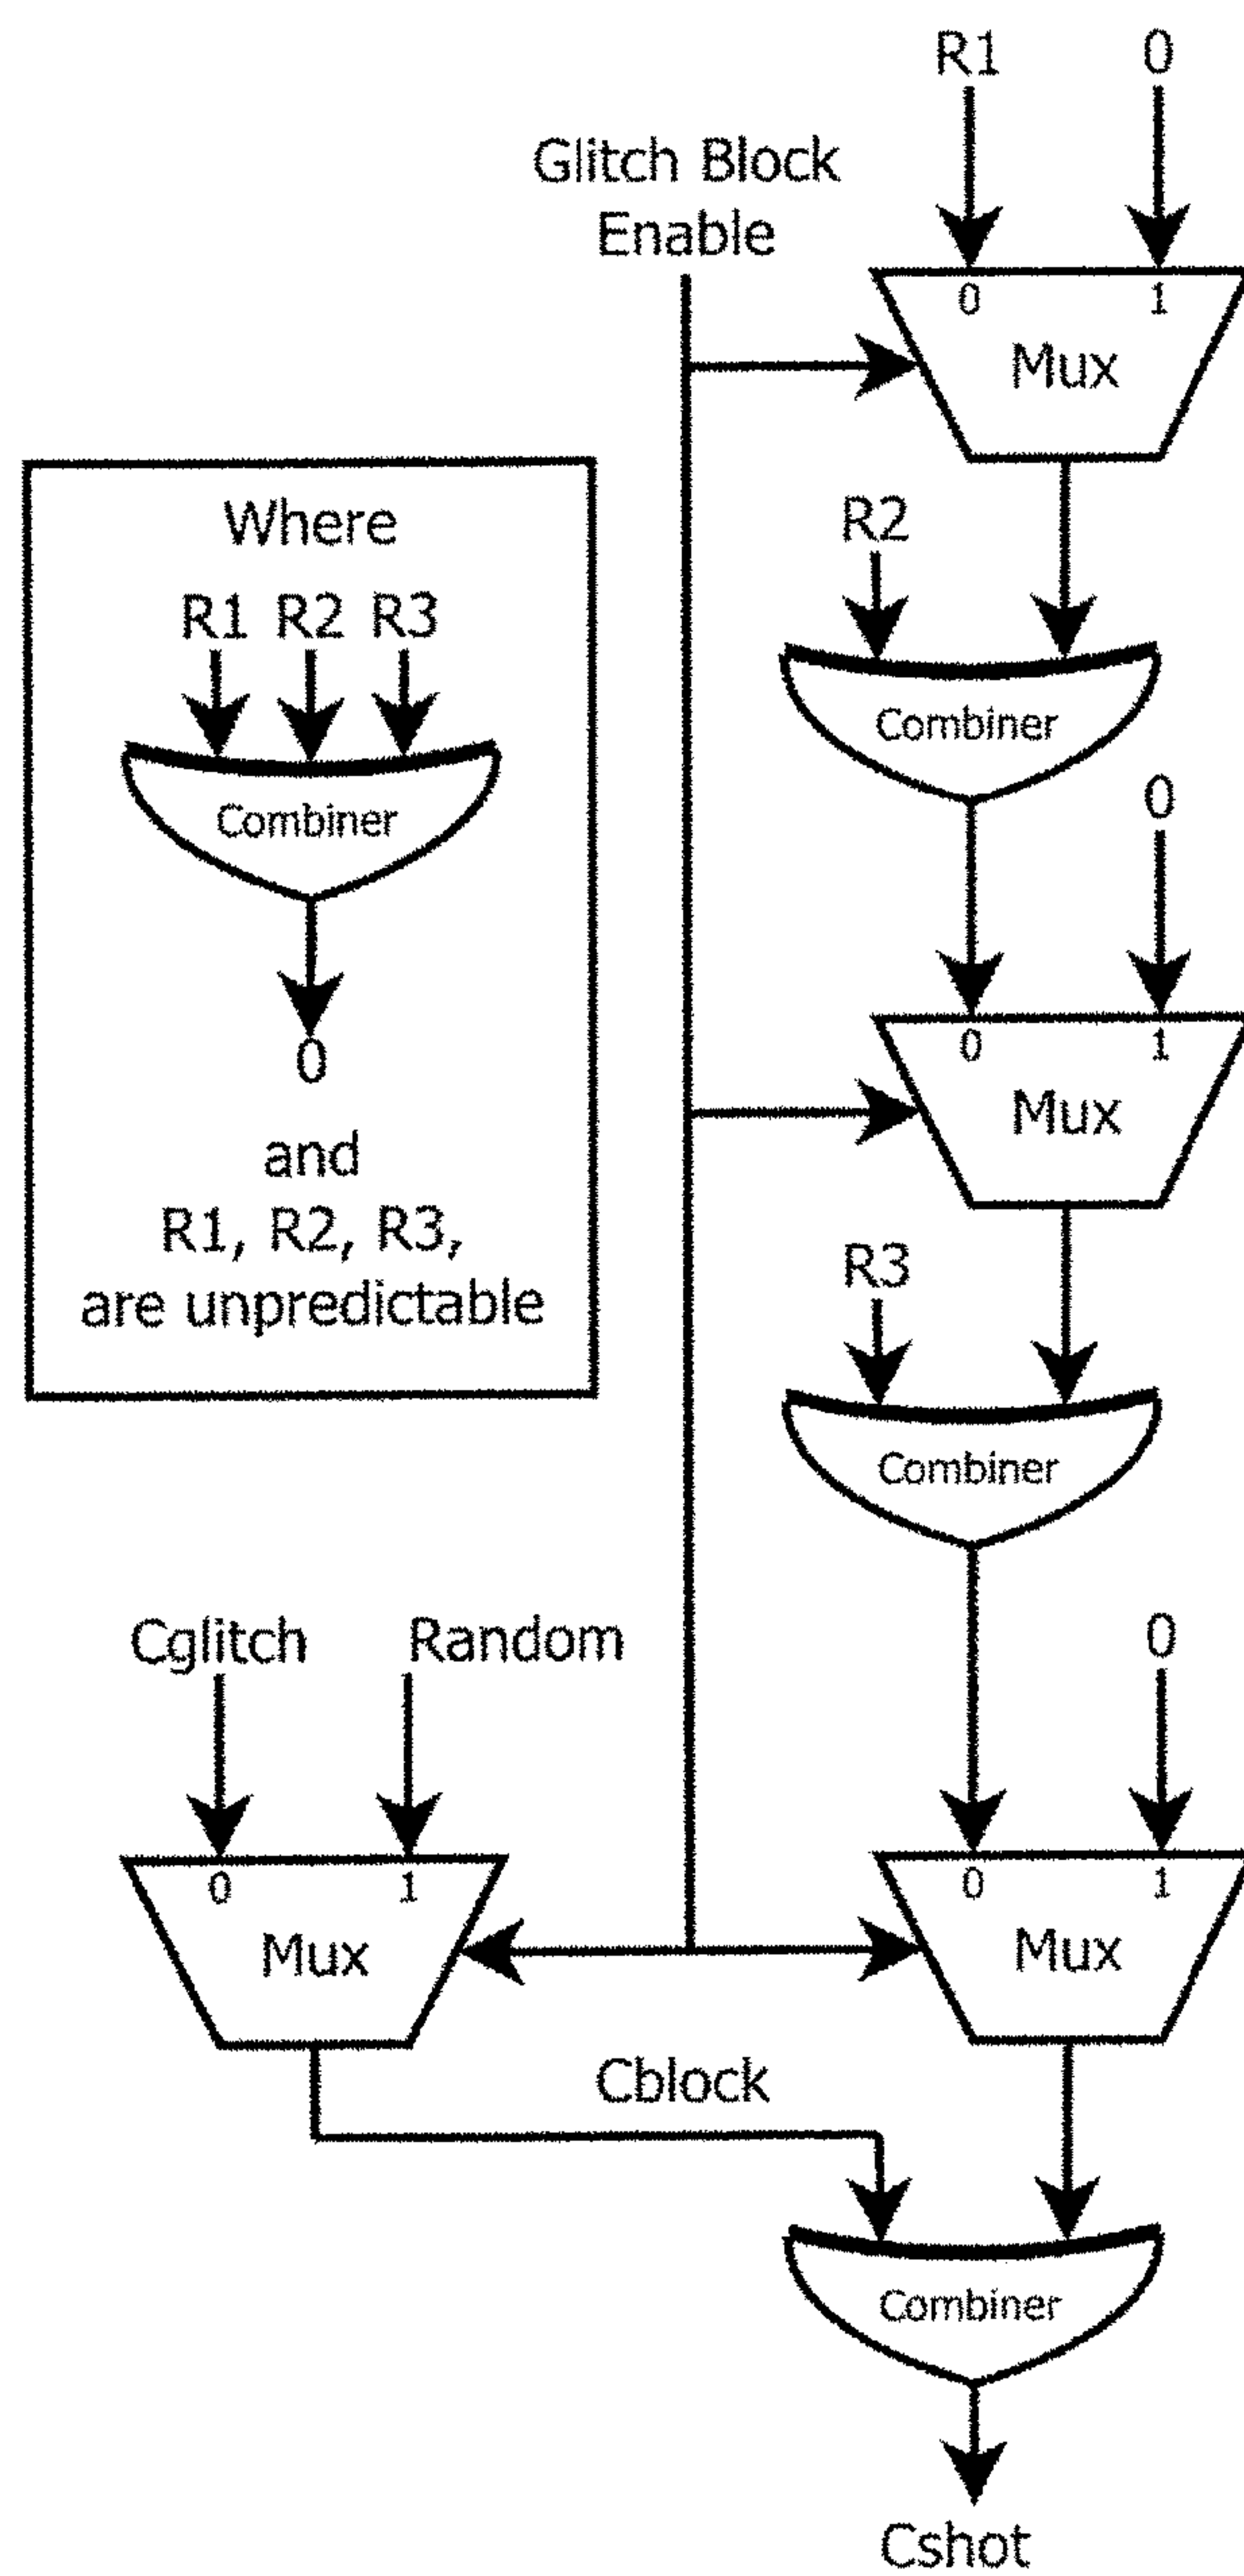 R1 0
Glitch Block
Enable
0 1
Mux
Where
R1 R2 R3
Combiner
0
and
R1, R2, R3,
are unpredictable
R2
Combiner
0
0 1
Mux
R3
Combiner
Cglitch Random
0
0 1
Mux
0 1
Mux
Cblock
Combiner
Cshot